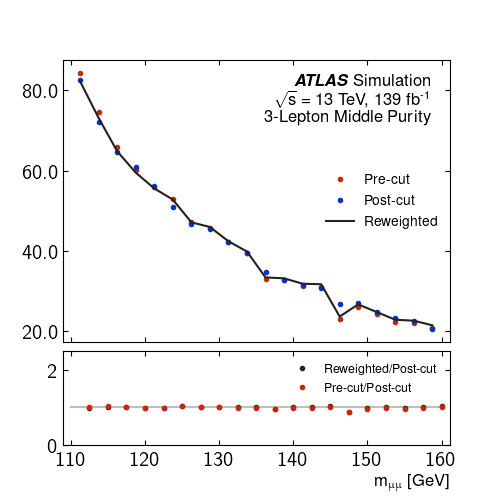 ATLAS Simulation
√s = 13 TeV, 139 fb⁻¹
3-Lepton Middle Purity
Pre-cut
Post-cut
Reweighted
80.0
60.0
40.0
20.0
Reweighted/Post-cut
Pre-cut/Post-cut
2
1
0
110 120 130 140 150 160
mμμ [GeV]